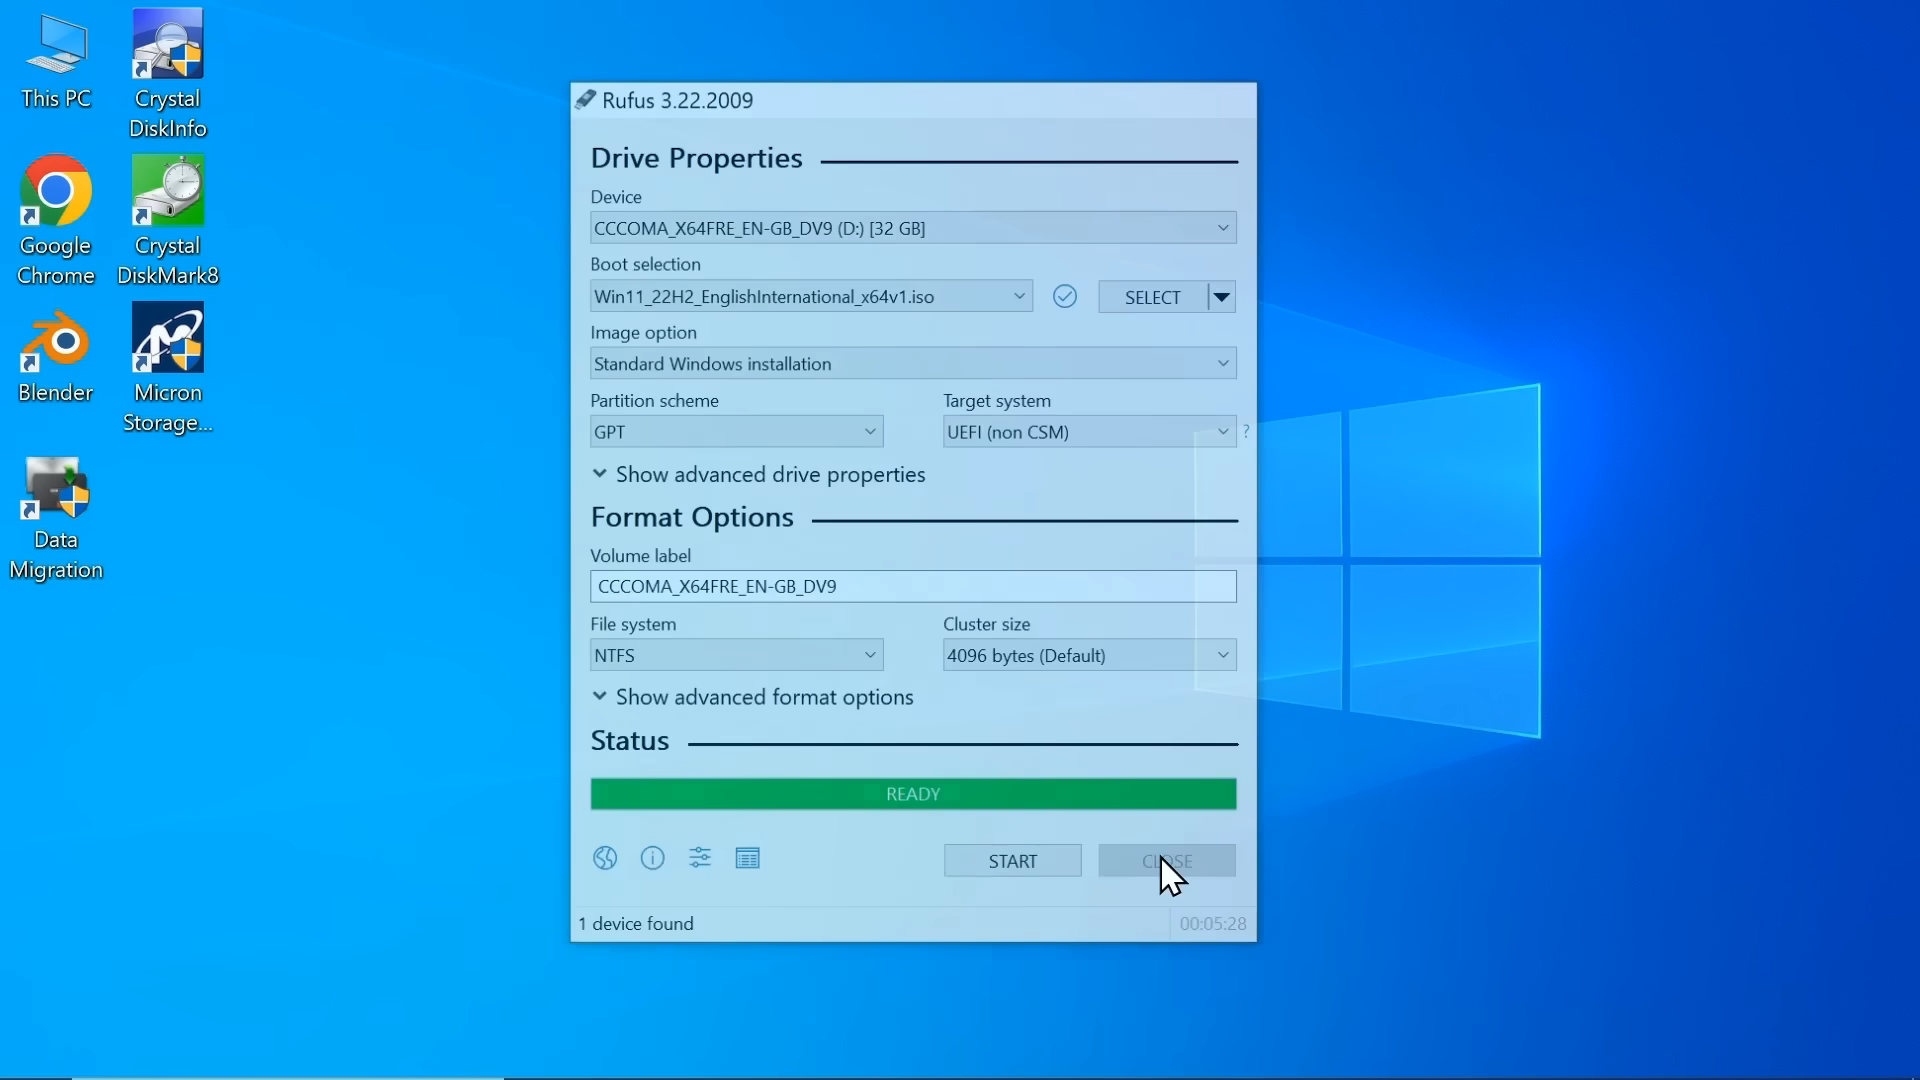 This PC
Crystal
DiskInfo
Google
Chrome
Crystal
DiskMark8
Blender
Micron
Storage...
Data
Migration
Rufus 3.22.2009
Drive Properties
Device
CCCOMA_X64FRE_EN-GB_DV9 (D:) [32 GB]
Boot selection
Win11_22H2_EnglishInternational_x64v1.iso
SELECT
Image option
Standard Windows installation
Partition scheme
Target system
GPT
UEFI (non CSM)
?
Show advanced drive properties
Format Options
Volume label
CCCOMA_X64FRE_EN-GB_DV9
File system
Cluster size
NTFS
4096 bytes (Default)
Show advanced format options
Status
READY
START
CLOSE
1 device found
00:05:28